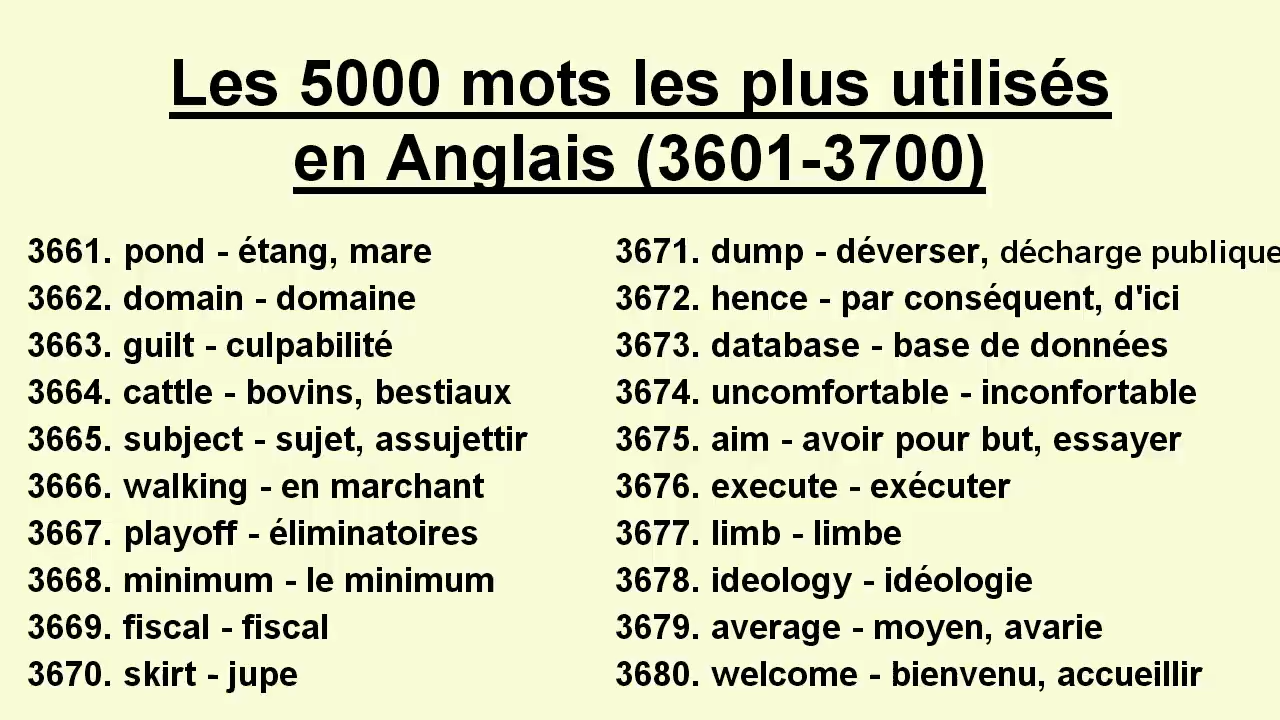 Les 5000 mots les plus utilisés
en Anglais (3601-3700)
3661. pond - étang, mare
3662. domain - domaine
3663. guilt - culpabilité
3664. cattle - bovins, bestiaux
3665. subject - sujet, assujettir
3666. walking - en marchant
3667. playoff - éliminatoires
3668. minimum - le minimum
3669. fiscal - fiscal
3670. skirt - jupe
3671. dump - déverser, décharge publique
3672. hence - par conséquent, d'ici
3673. database - base de données
3674. uncomfortable - inconfortable
3675. aim - avoir pour but, essayer
3676. execute - exécuter
3677. limb - limbe
3678. ideology - idéologie
3679. average - moyen, avarie
3680. welcome - bienvenu, accueillir